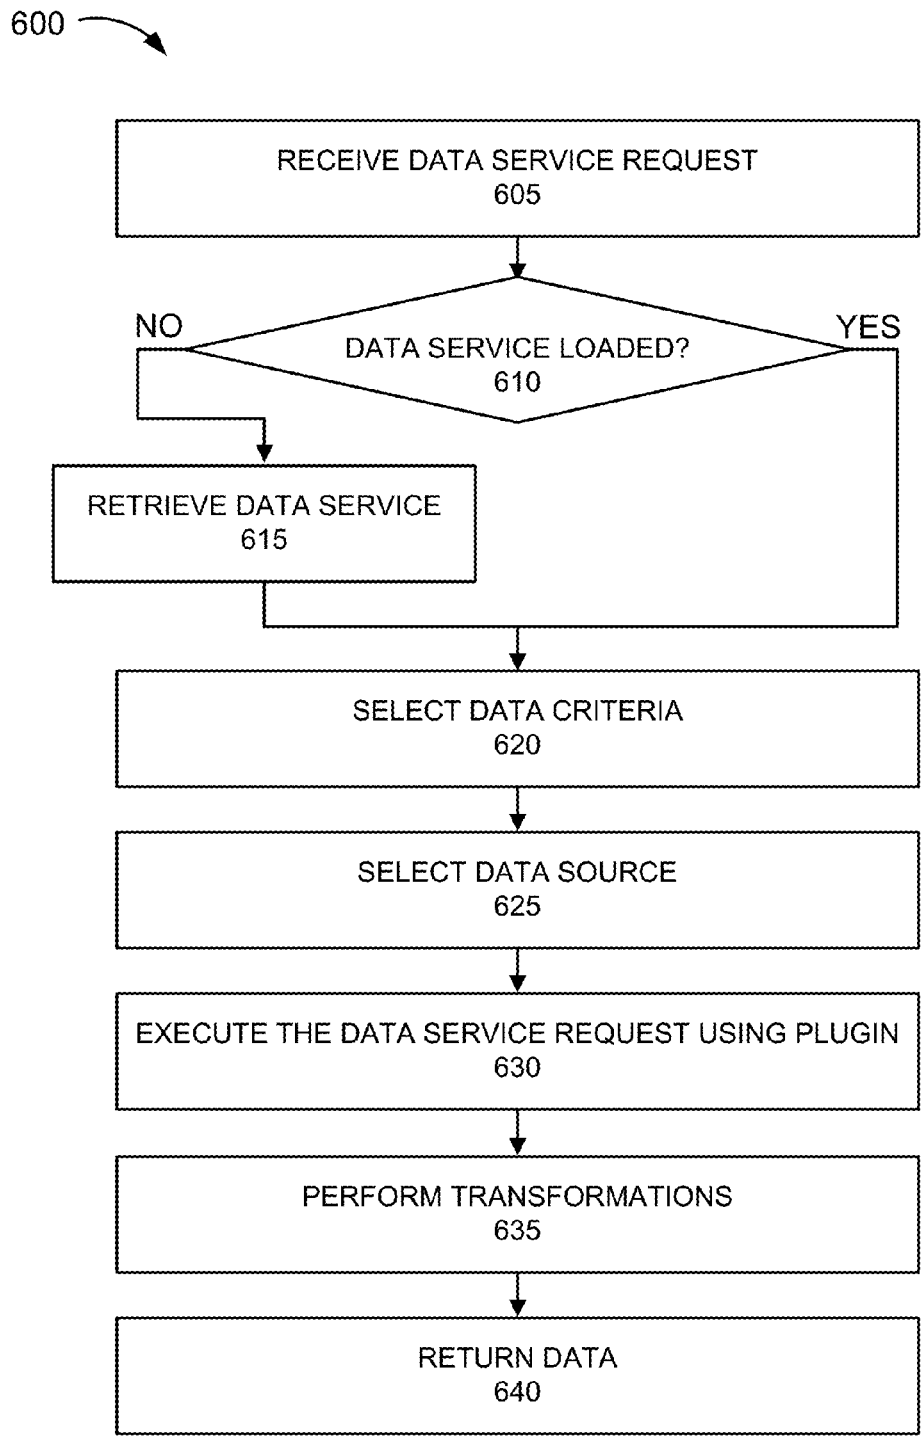 600
RECEIVE DATA SERVICE REQUEST
605
NO
YES
DATA SERVICE LOADED?
610
RETRIEVE DATA SERVICE
615
SELECT DATA CRITERIA
620
SELECT DATA SOURCE
625
EXECUTE THE DATA SERVICE REQUEST USING PLUGIN
630
PERFORM TRANSFORMATIONS
635
RETURN DATA
640